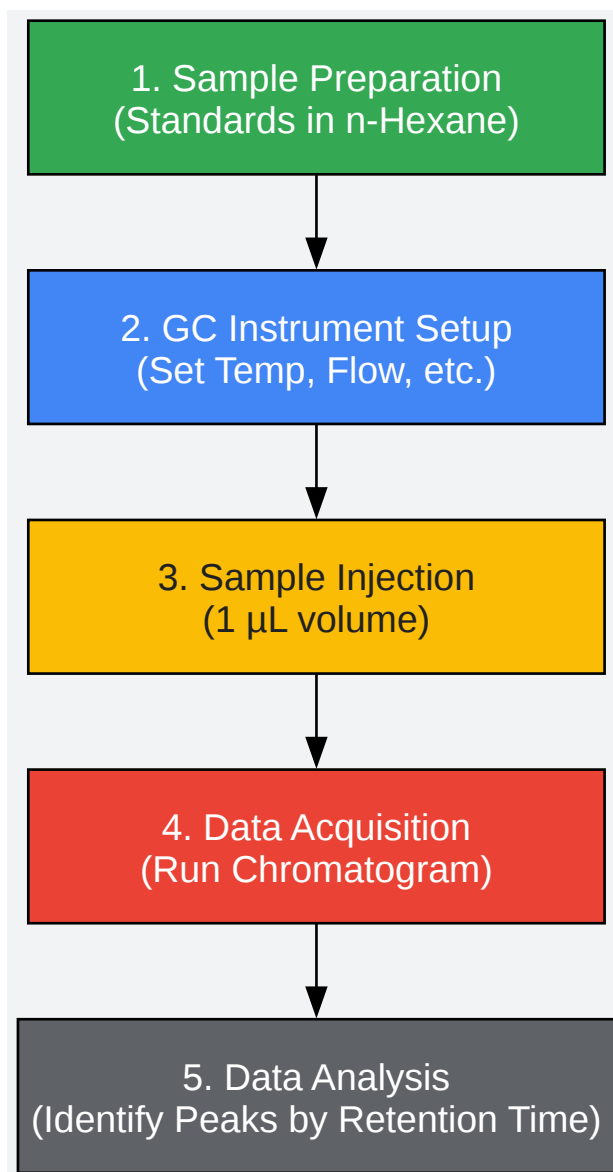 1. Sample Preparation
(Standards in n-Hexane)
2. GC Instrument Setup
(Set Temp, Flow, etc.)
3. Sample Injection
(1 µL volume)
4. Data Acquisition
(Run Chromatogram)
5. Data Analysis
(Identify Peaks by Retention Time)